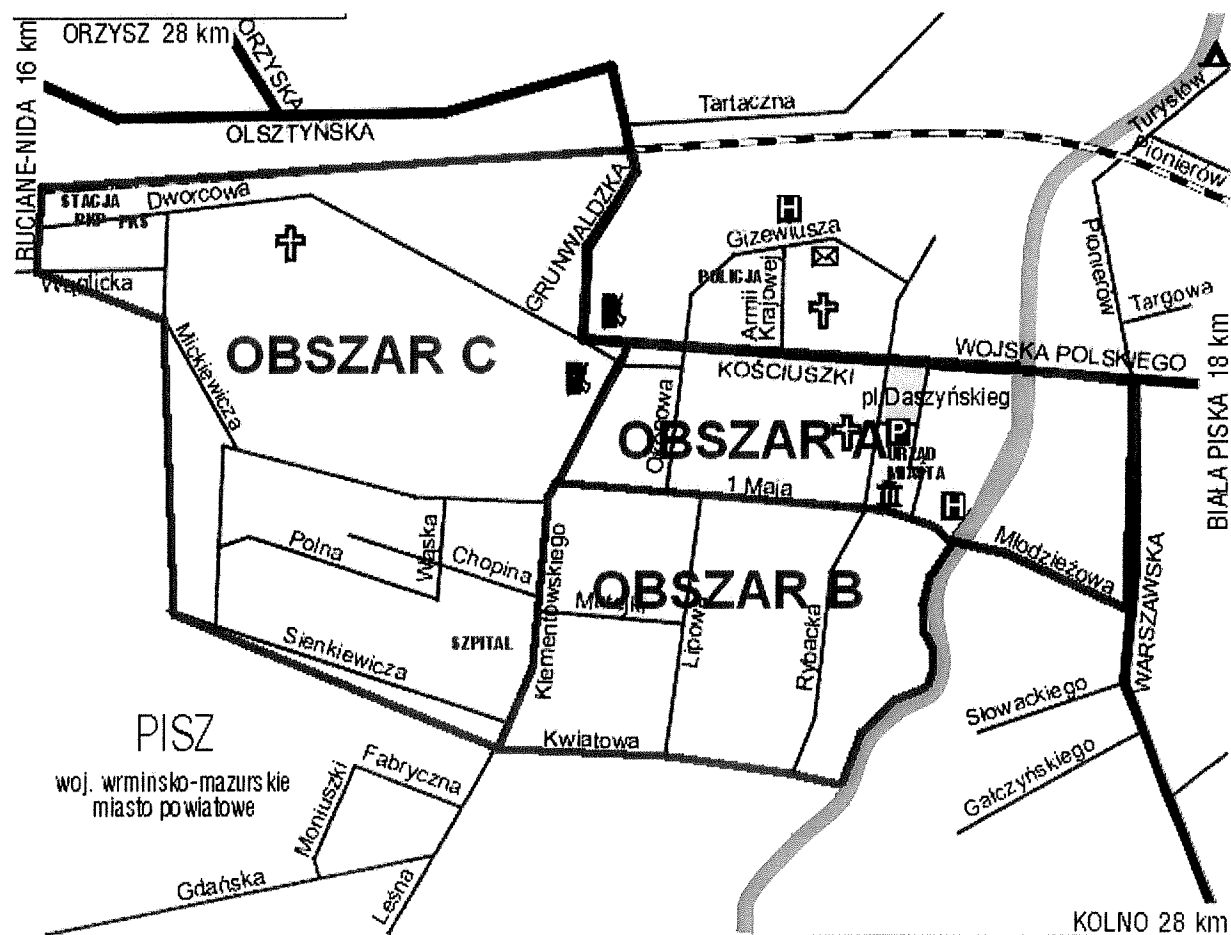 ORZYSZ 28 km
ORZYSKA
RUCIANE-NIDA 16 km
OLSZTYŃSKA
Tartaczna
Turystów
Pionierów
STACJA
PKP PKS
Dworcowa
GRUNWALDZKA
H
Gizewiusza
POLICJA
Armii
Krajowej
Pionierów
Targowa
Węglicka
Mickiewicza
OBSZAR C
KOŚCIUSZKI
WOJSKA POLSKIEGO
BIAŁA PISKA 18 km
pl.Daszyńskieg
OBSZAR A
P
URZĄD
MIASTA
1 Maja
H
Wąska
Polna
Chopina
Klementowskiego
OBSZAR B
Matejki
Lipowa
Rybacka
Młodzieżowa
WARSZAWSKA
SZPITAL
Sienkiewicza
Kwiatowa
Słowackiego
Gałczyńskiego
PISZ
woj. wrmińsko-mazurskie
miasto powiatowe
Fabryczna
Moniuszki
Gdańska
Leśna
KOLNO 28 km